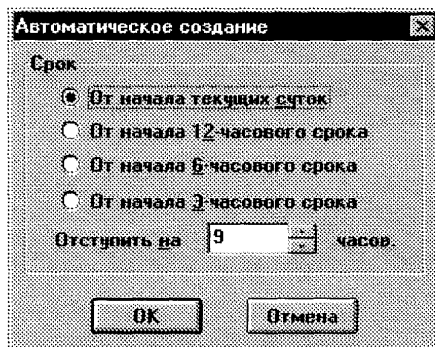 Автоматическое создание
Срок
От начала текущих суток
От начала 12-часового срока
От начала 6-часового срока
От начала 3-часового срока
Отступить на 9 часов.
OK Отмена